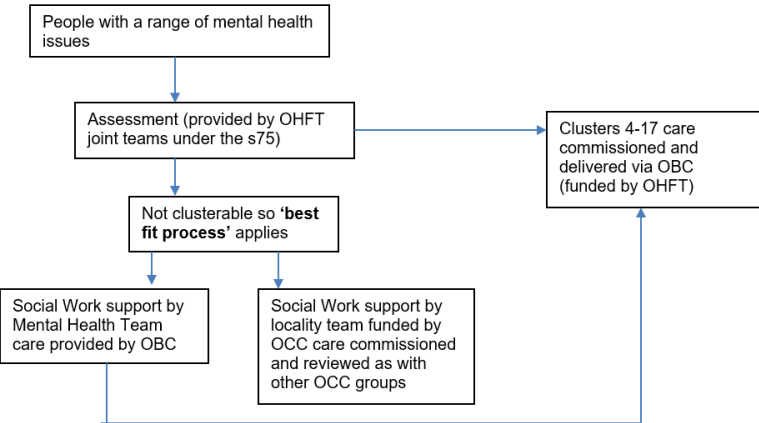 People with a range of mental health
issues
Assessment (provided by OHFT
joint teams under the s75)
Clusters 4-17 care
commissioned and
delivered via OBC
(funded by OHFT)
Not clusterable so ‘best
fit process’ applies
Social Work support by
Mental Health Team
care provided by OBC
Social Work support by
locality team funded by
OCC care commissioned
and reviewed as with
other OCC groups